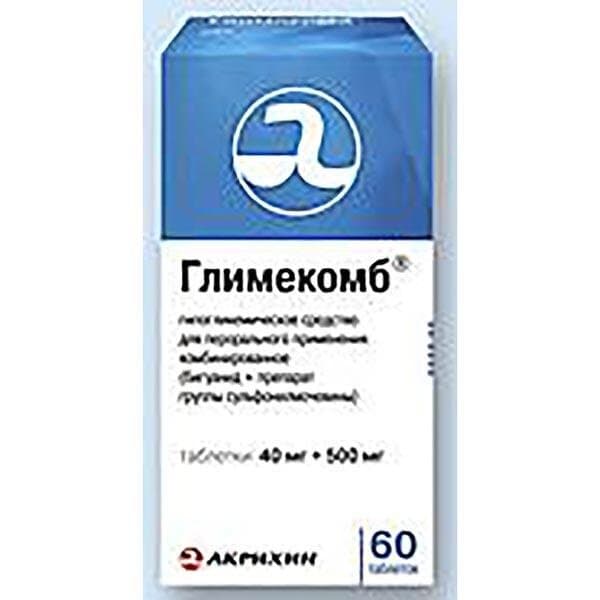 Глимекомб®
гипогликемическое средство
для перорального применения
комбинированное
(бигуанид + препарат
группы сульфонилмочевины)
таблетки 40 мг + 500 мг
АКРИХИН
60
таблеток